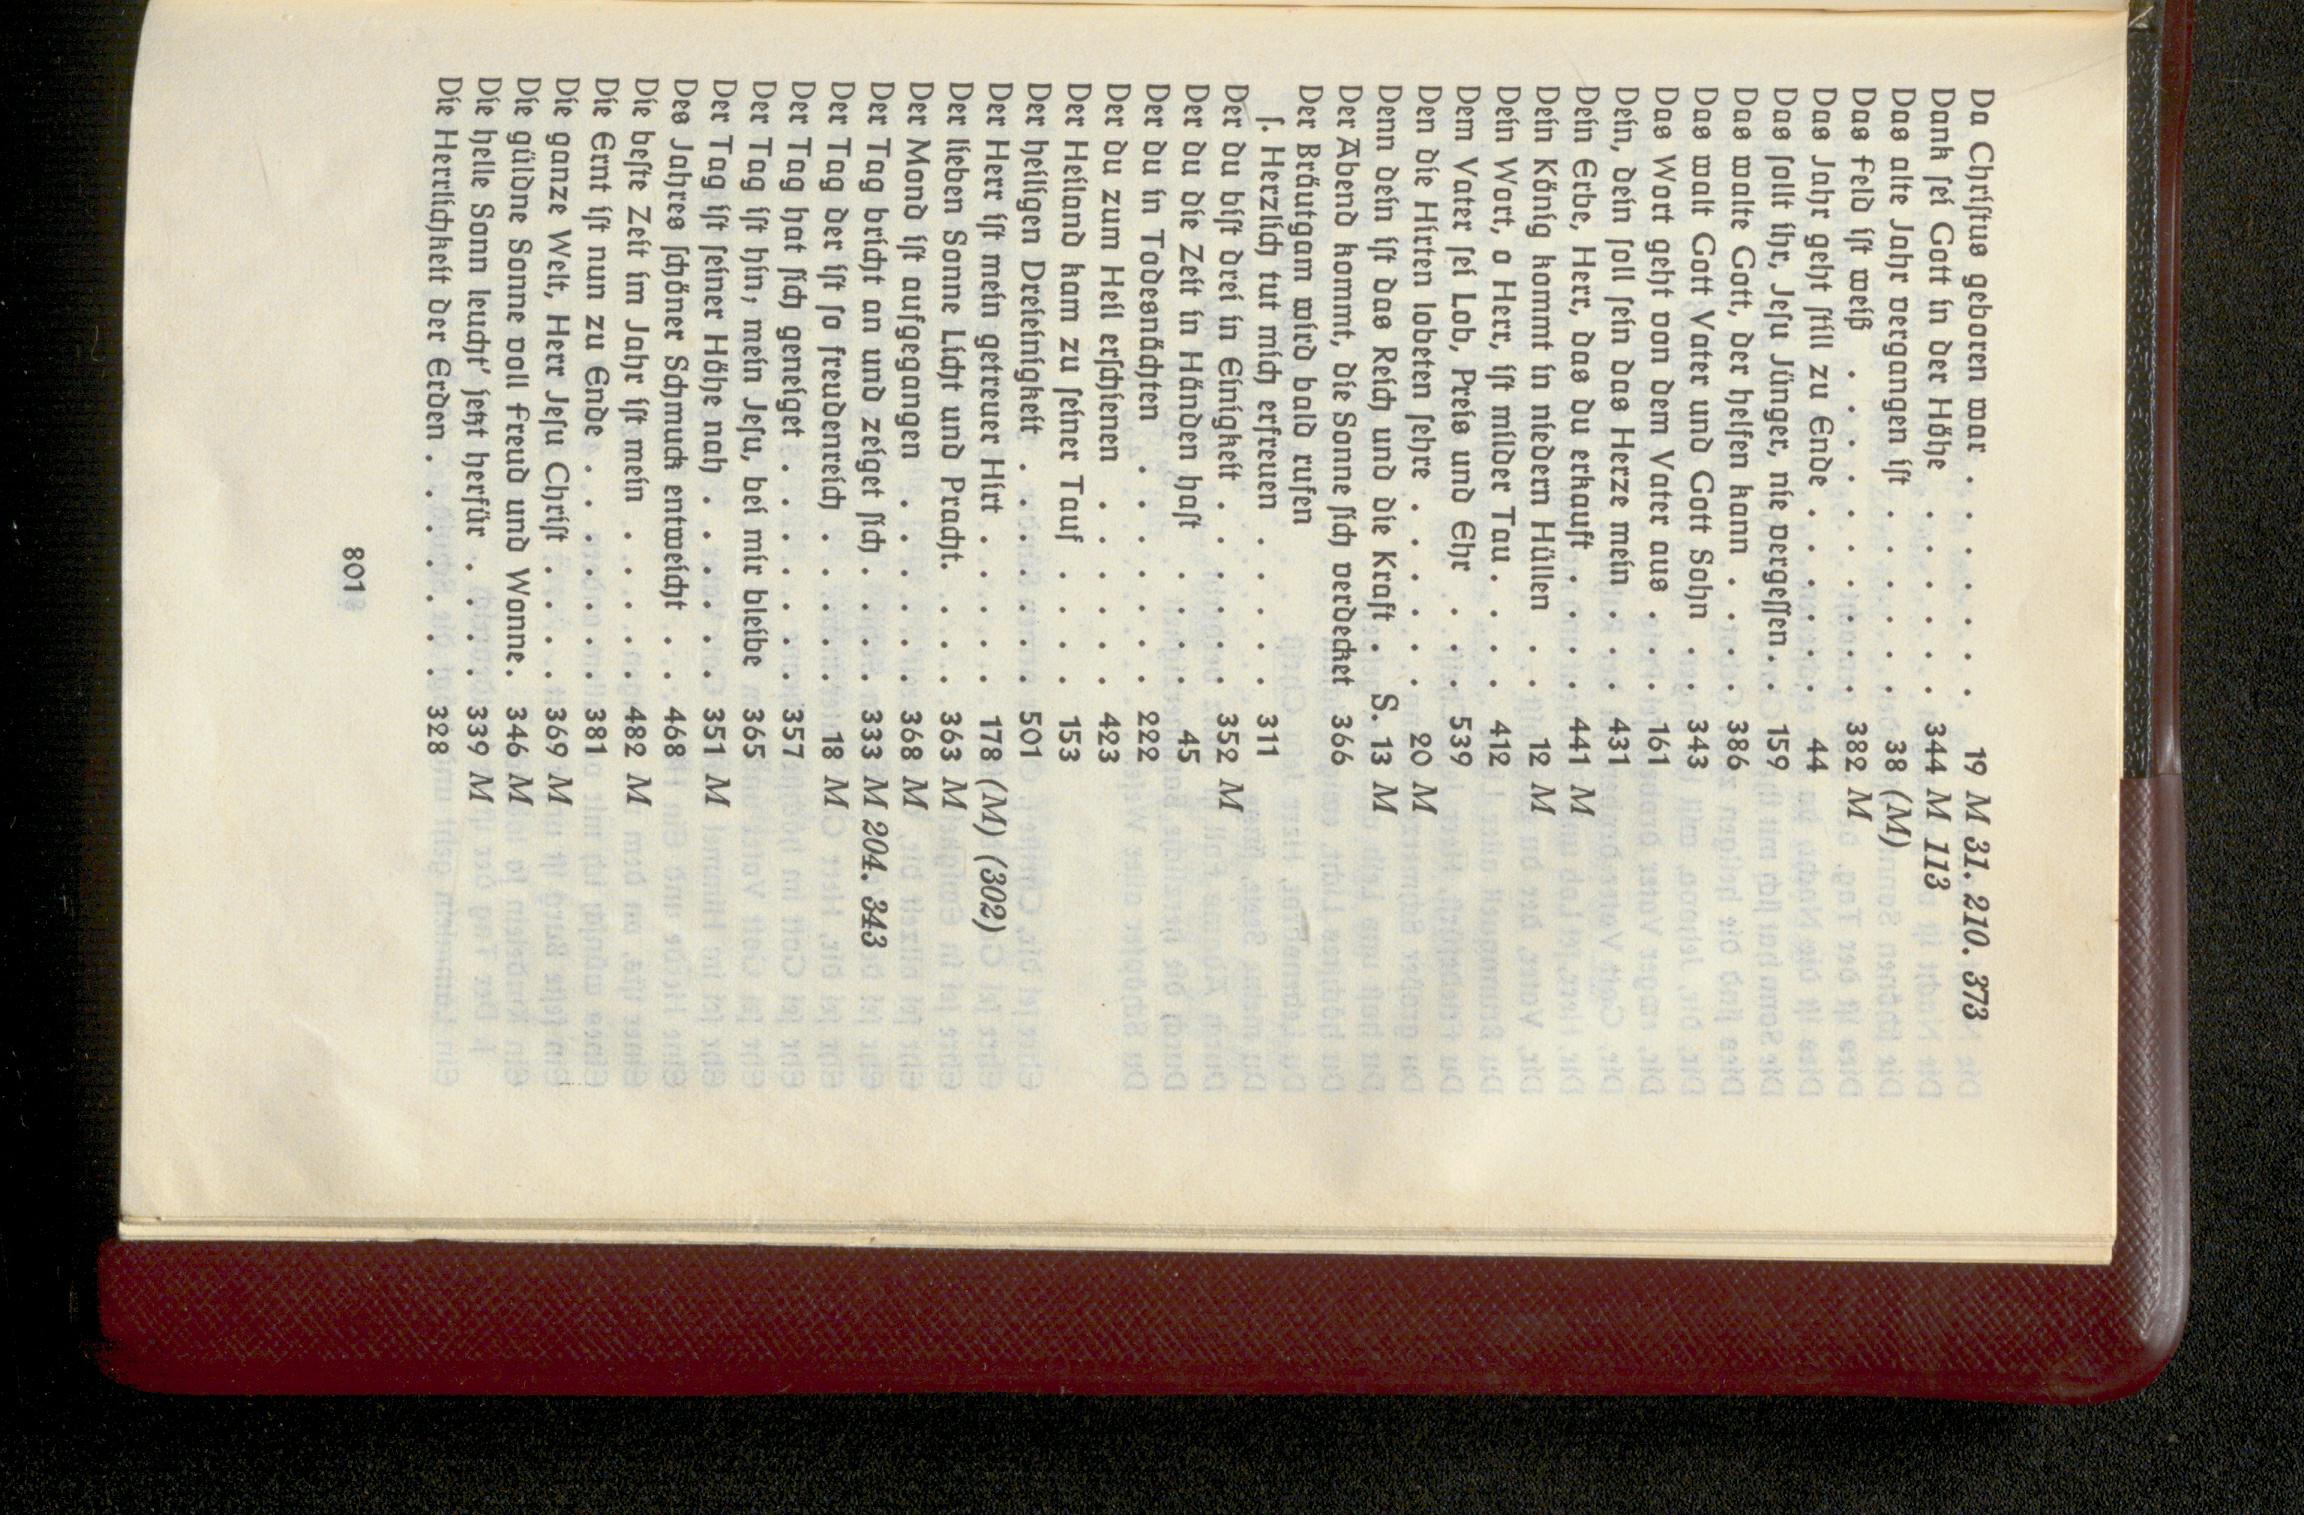 Da Chriſtus geboren war . . . . . . . 19 M 31. 210. 373
Dank ſei Gott in der Höhe . . . . . . 344 M 113
Das alte Jahr vergangen iſt . . . . . . 38 (M)
Das Feld iſt weiß . . . . . . . . . . 382 M
Das Jahr geht ſtill zu Ende . . . . . . 44
Das ſollt ihr, Jeſu Jünger, nie vergeſſen . . 159
Das walte Gott, der helfen kann . . . . 386
Das walt Gott Vater und Gott Sohn . . 343
Das Wort geht von dem Vater aus . . . 161
Dein, dein ſoll ſein das Herze mein . . . 431
Dein Erbe, Herr, das du erkauft . . . . 441 M
Dein König kommt in niedern Hüllen . . 12 M
Dein Wort, o Herr, iſt milder Tau . . . . 412
Dem Vater ſei Lob, Preis und Ehr . . . 539
Den die Hirten lobeten ſehre . . . . . . 20 M
Denn dein iſt das Reich und die Kraft . . S. 13 M
Der Abend kommt, die Sonne ſich verdecket 366
Der Bräutgam wird bald rufen
ſ. Herzlich tut mich erfreuen . . . . . 311
Der du biſt drei in Einigkeit . . . . . . 352 M
Der du die Zeit in Händen haſt . . . . 45
Der du in Todesnächten . . . . . . . 222
Der du zum Heil erſchienen . . . . . . 423
Der Heiland kam zu ſeiner Tauf . . . . 153
Der heiligen Dreieinigkeit . . . . . . . 501
Der Herr iſt mein getreuer Hirt . . . . . 178 (M) (302)
Der lieben Sonne Licht und Pracht. . . . 363 M
Der Mond iſt aufgegangen . . . . . . 368 M
Der Tag bricht an und zeiget ſich . . . . 333 M 204. 343
Der Tag der iſt ſo freudenreich . . . . . 18 M
Der Tag hat ſich geneiget . . . . . . . 357
Der Tag iſt hin; mein Jeſu, bei mir bleibe 365
Der Tag iſt ſeiner Höhe nah . . . . . . 351 M
Des Jahres ſchöner Schmuck entweicht . . 468
Die beſte Zeit im Jahr iſt mein . . . . . 482 M
Die Ernt iſt nun zu Ende . . . . . . . 381
Die ganze Welt, Herr Jeſu Chriſt . . . . 369 M
Die güldne Sonne voll Freud und Wonne . 346 M
Die helle Sonn leucht’ jetzt herfür . . . . 339 M
Die Herrlichkeit der Erden . . . . . . . 328
801